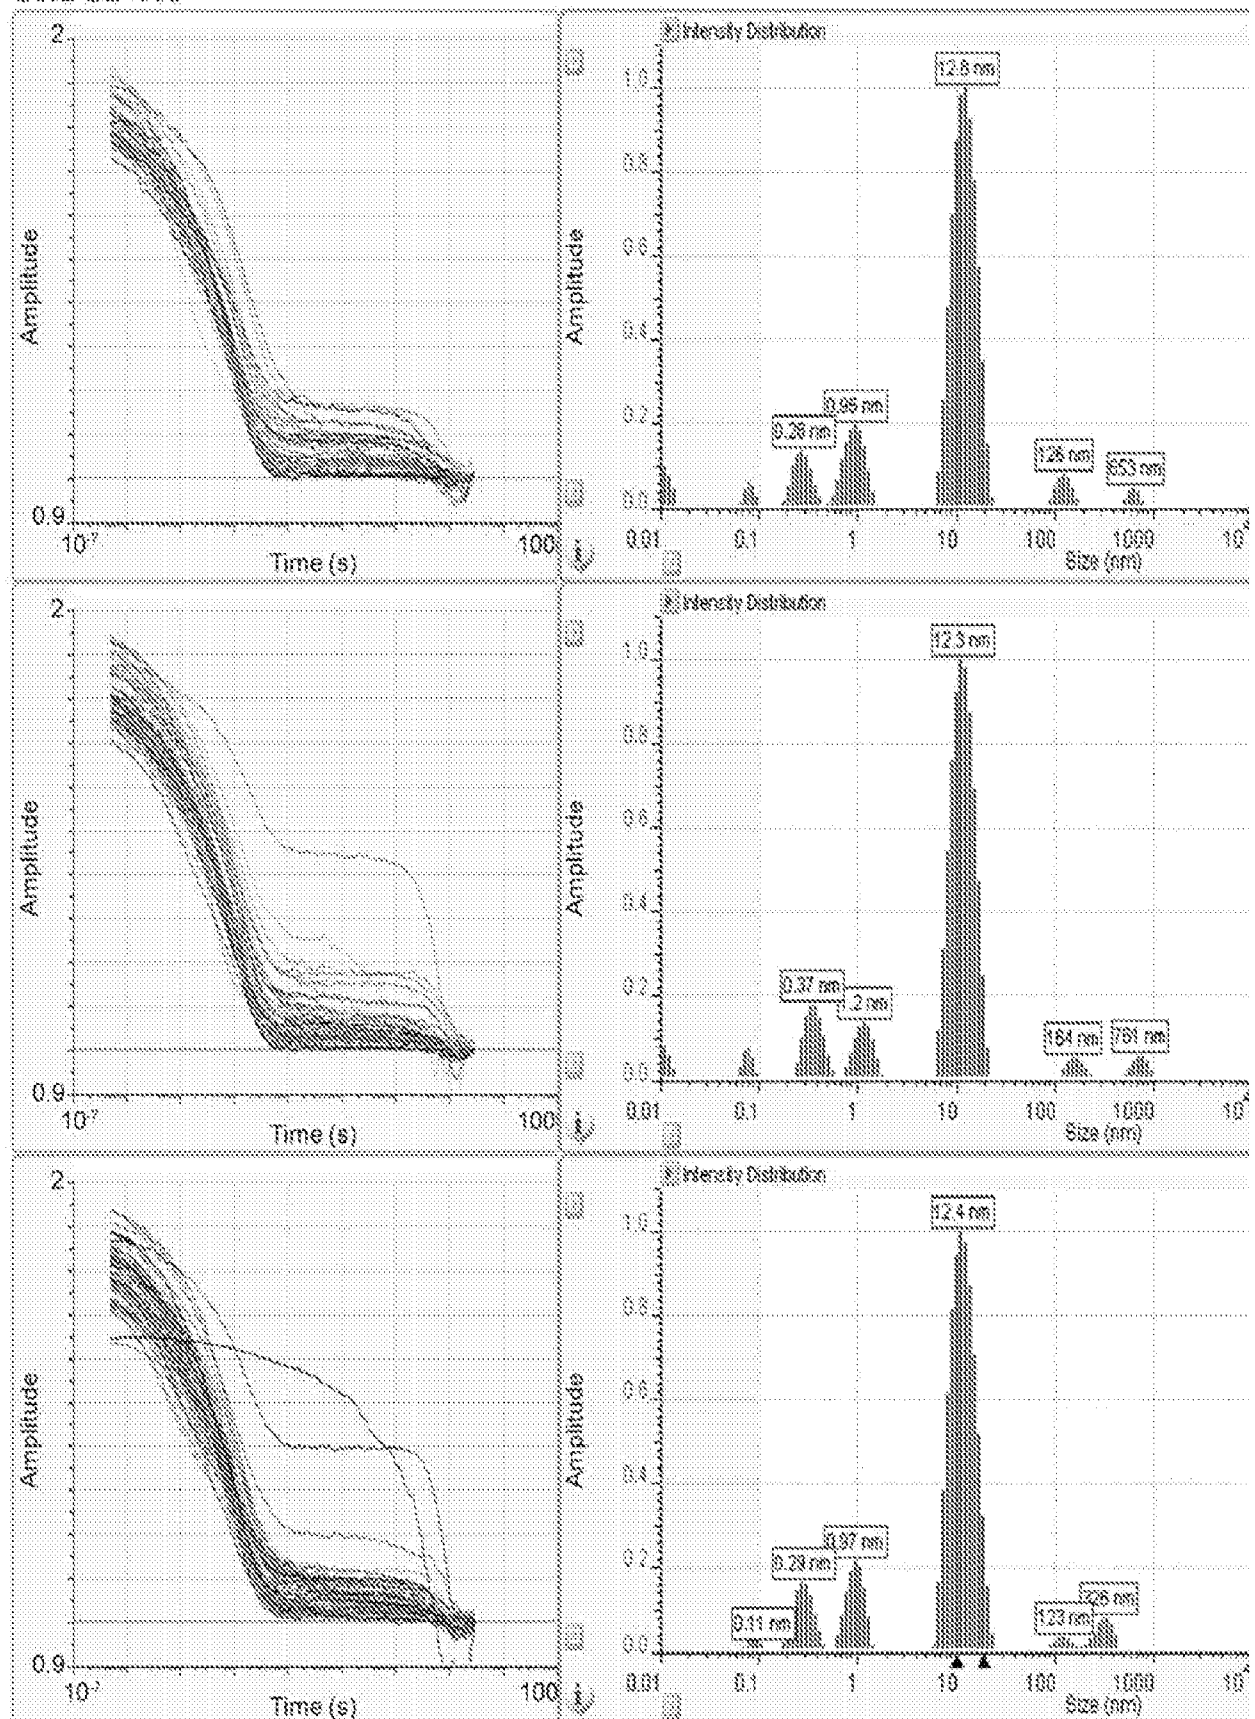 2
Amplitude
0.9
10-7
100
Time (s)
Intensity Distribution
Amplitude
1.0
0.8
0.6
0.4
0.2
0.0
12.8 nm
0.28 nm
0.95 nm
126 nm
653 nm
0.01
0.1
1
10
100
1000
Size (nm)
2
Amplitude
0.9
10-7
100
Time (s)
Intensity Distribution
Amplitude
1.0
0.8
0.6
0.4
0.2
0.0
12.3 nm
0.37 nm
1.2 nm
164 nm
761 nm
0.01
0.1
1
10
100
1000
Size (nm)
2
Amplitude
0.9
10-7
100
Time (s)
Intensity Distribution
Amplitude
1.0
0.8
0.6
0.4
0.2
0.0
12.4 nm
0.11 nm
0.29 nm
0.97 nm
123 nm
0.01
0.1
1
10
100
1000
Size (nm)